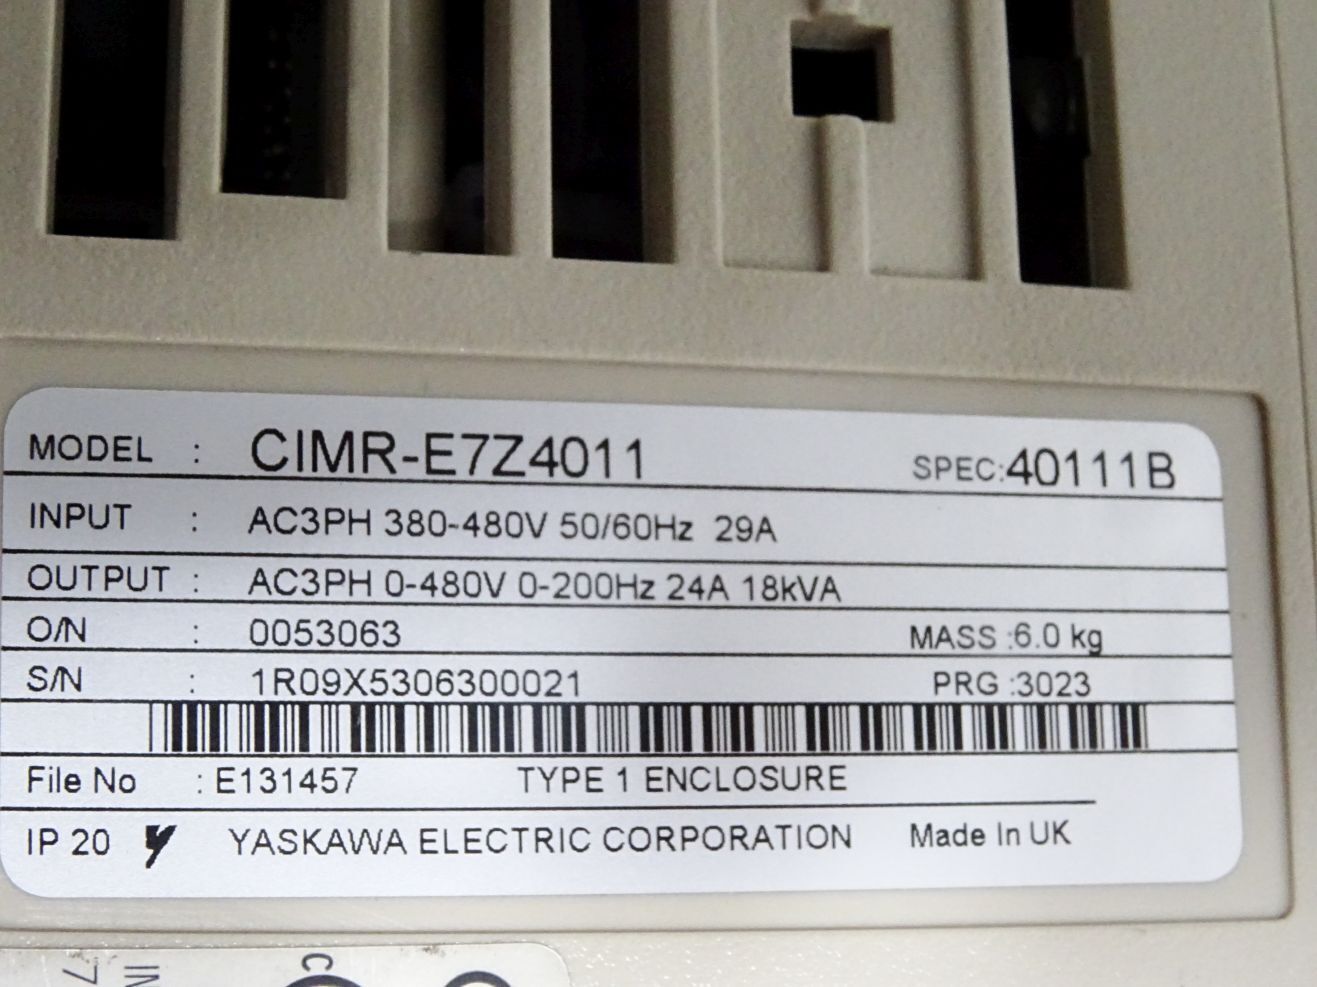 MODEL : CIMR-E7Z4011 SPEC:40111B
INPUT : AC3PH 380-480V 50/60Hz 29A
OUTPUT : AC3PH 0-480V 0-200Hz 24A 18kVA
O/N : 0053063 MASS :6.0 kg
S/N : 1R09X5306300021 PRG :3023
File No : E131457 TYPE 1 ENCLOSURE
IP 20 YASKAWA ELECTRIC CORPORATION Made In UK